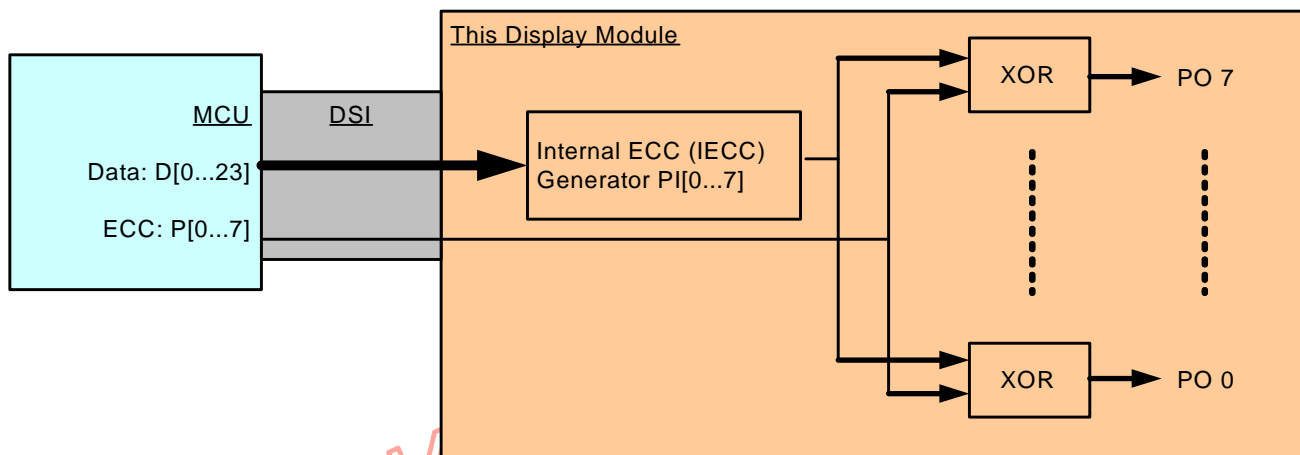 This Display Module
MCU
DSI
Data: D[0...23]
ECC: P[0...7]
Internal ECC (IECC)
Generator PI[0...7]
XOR
PO 7
XOR
PO 0